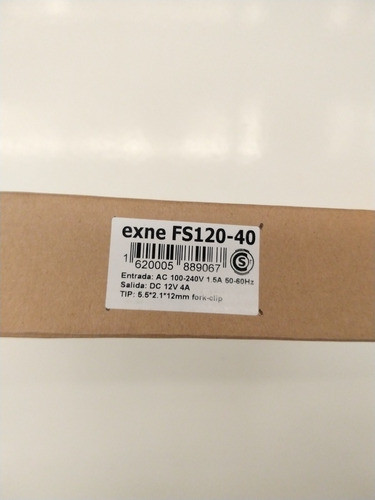 exne FS120-40
1 620005 889067
S
Entrada: AC 100-240V 1.5A 50-60Hz
Salida: DC 12V 4A
TIP: 5.5*2.1*12mm fork-clip